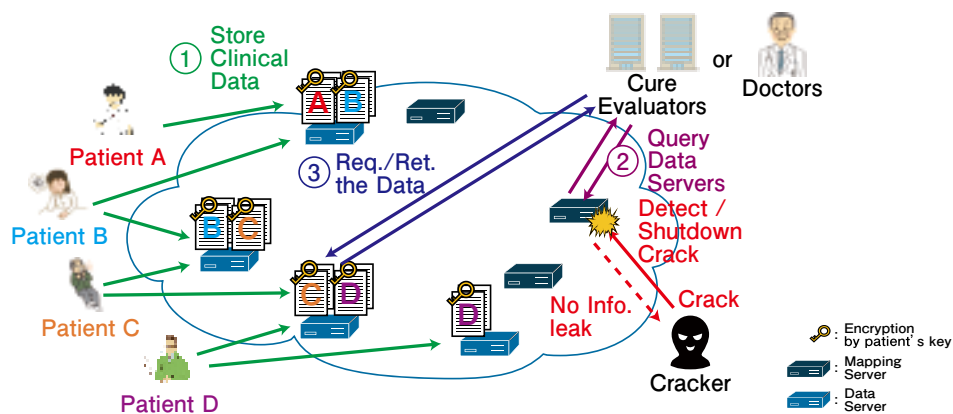 1
Store
Clinical
Data
or
Cure
Evaluators
Doctors
A
B
Patient A
3
Req./Ret.
the Data
2
Query
Data
Servers
Detect /
Shutdown
Crack
B
C
Patient B
C
D
D
Patient C
No Info.
leak
Crack
Cracker
Patient D
: Encryption
by patient's key
: Mapping
Server
: Data
Server